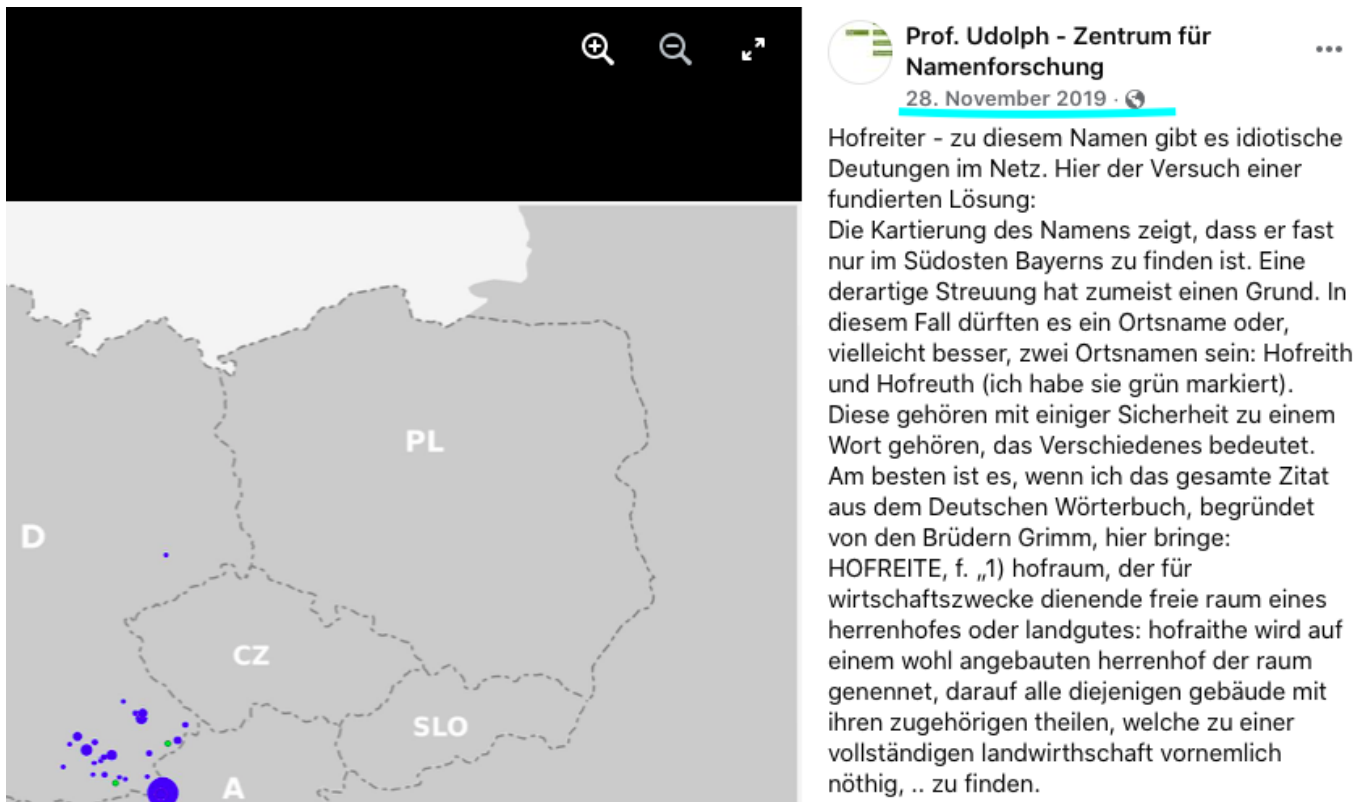 PL
D
CZ
SLO
A
Prof. Udolph - Zentrum für
Namenforschung
28. November 2019 ·
Hofreiter - zu diesem Namen gibt es idiotische
Deutungen im Netz. Hier der Versuch einer
fundierten Lösung:
Die Kartierung des Namens zeigt, dass er fast
nur im Südosten Bayerns zu finden ist. Eine
derartige Streuung hat zumeist einen Grund. In
diesem Fall dürften es ein Ortsname oder,
vielleicht besser, zwei Ortsnamen sein: Hofreith
und Hofreuth (ich habe sie grün markiert).
Diese gehören mit einiger Sicherheit zu einem
Wort gehören, das Verschiedenes bedeutet.
Am besten ist es, wenn ich das gesamte Zitat
aus dem Deutschen Wörterbuch, begründet
von den Brüdern Grimm, hier bringe:
HOFREITE, f. „1) hofraum, der für
wirtschaftszwecke dienende freie raum eines
herrenhofes oder landgutes: hofraithe wird auf
einem wohl angebauten herrenhof der raum
genennet, darauf alle diejenigen gebäude mit
ihren zugehörigen theilen, welche zu einer
vollständigen landwirthschaft vornemlich
nöthig, .. zu finden.